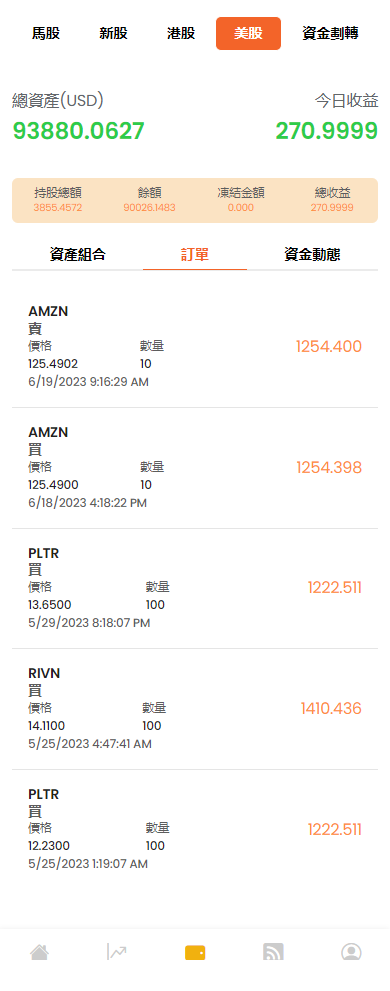 馬股 新股 港股 美股 資金劃轉
總資產(USD) 今日收益
93880.0627 270.9999
持股總額 餘額 凍結金額 總收益
3855.4572 90026.1483 0.000 270.9999
資產組合 訂單 資金動態
AMZN
賣
價格 數量
1254.400
125.4902 10
6/19/2023 9:16:29 AM
AMZN
買
價格 數量
1254.398
125.4900 10
6/18/2023 4:18:22 PM
PLTR
買
價格 數量
1222.511
13.6500 100
5/29/2023 8:18:07 PM
RIVN
買
價格 數量
1410.436
14.1100 100
5/25/2023 4:47:41 AM
PLTR
買
價格 數量
1222.511
12.2300 100
5/25/2023 1:19:07 AM